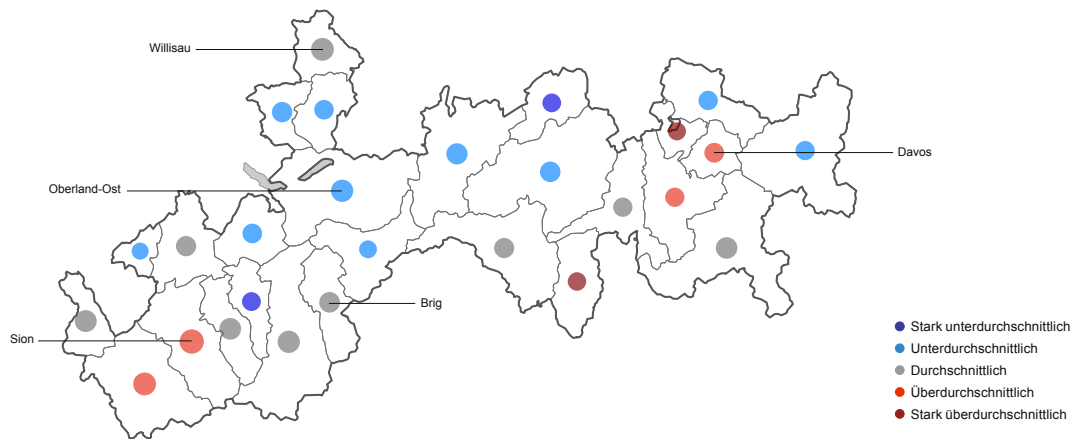 Willisau
Davos
Oberland-Ost
Brig
Sion
Stark unterdurchschnittlich
Unterdurchschnittlich
Durchschnittlich
Überdurchschnittlich
Stark überdurchschnittlich